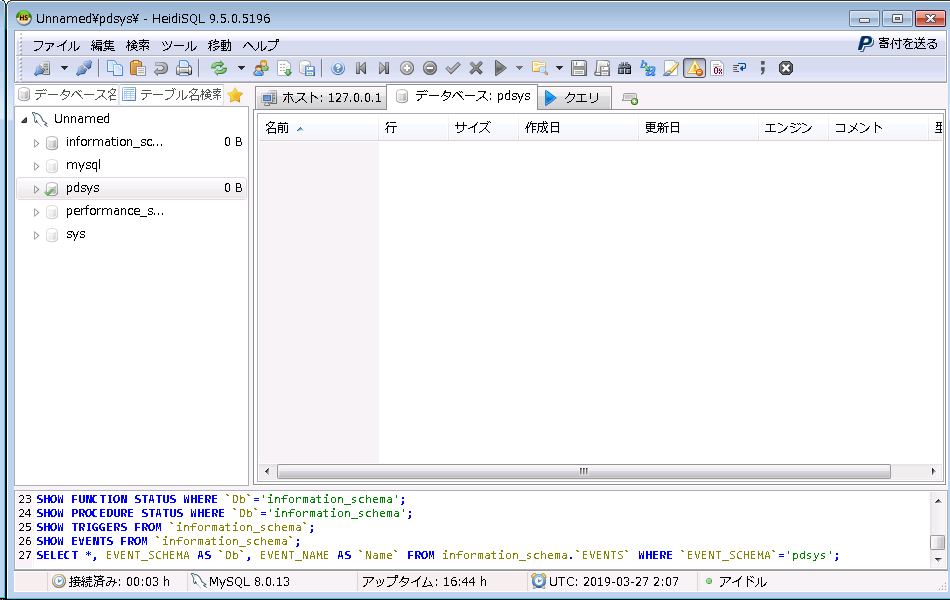 Unnamed¥pdsys¥ - HeidiSQL 9.5.0.5196
ファイル 編集 検索 ツール 移動 ヘルプ
寄付を送る
データベース名 テーブル名検索
ホスト: 127.0.0.1 データベース: pdsys クエリ
Unnamed
information_sc... 0 B
mysql
pdsys 0 B
performance_s...
sys
名前 行 サイズ 作成日 更新日 エンジン コメント
23 SHOW FUNCTION STATUS WHERE `Db`='information_schema';
24 SHOW PROCEDURE STATUS WHERE `Db`='information_schema';
25 SHOW TRIGGERS FROM `information_schema`;
26 SHOW EVENTS FROM `information_schema`;
27 SELECT *, EVENT_SCHEMA AS `Db`, EVENT_NAME AS `Name` FROM information_schema.`EVENTS` WHERE `EVENT_SCHEMA`='pdsys';
接続済み: 00:03 h MySQL 8.0.13 アップタイム: 16:44 h UTC: 2019-03-27 2:07 アイドル